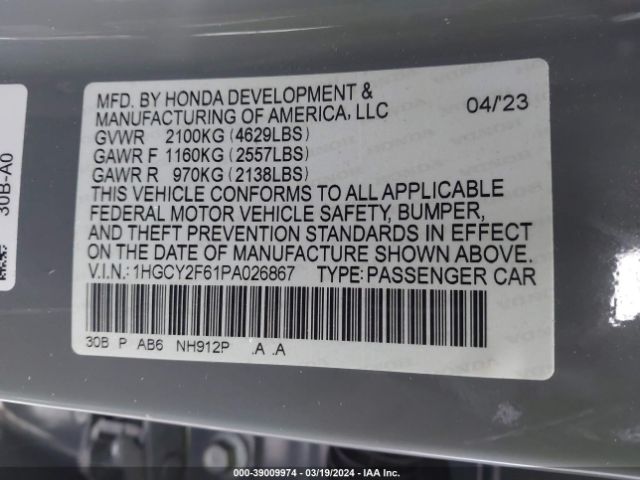 MFD. BY HONDA DEVELOPMENT &
MANUFACTURING OF AMERICA, LLC 04/'23
GVWR 2100KG (4629LBS)
GAWR F 1160KG (2557LBS)
GAWR R 970KG (2138LBS)
THIS VEHICLE CONFORMS TO ALL APPLICABLE
FEDERAL MOTOR VEHICLE SAFETY, BUMPER,
AND THEFT PREVENTION STANDARDS IN EFFECT
ON THE DATE OF MANUFACTURE SHOWN ABOVE.
V.I.N.: 1HGCY2F61PA026867 TYPE: PASSENGER CAR
30B P AB6 NH912P .A .A
30B-A0
000-39009974 - 03/19/2024 - IAA Inc.